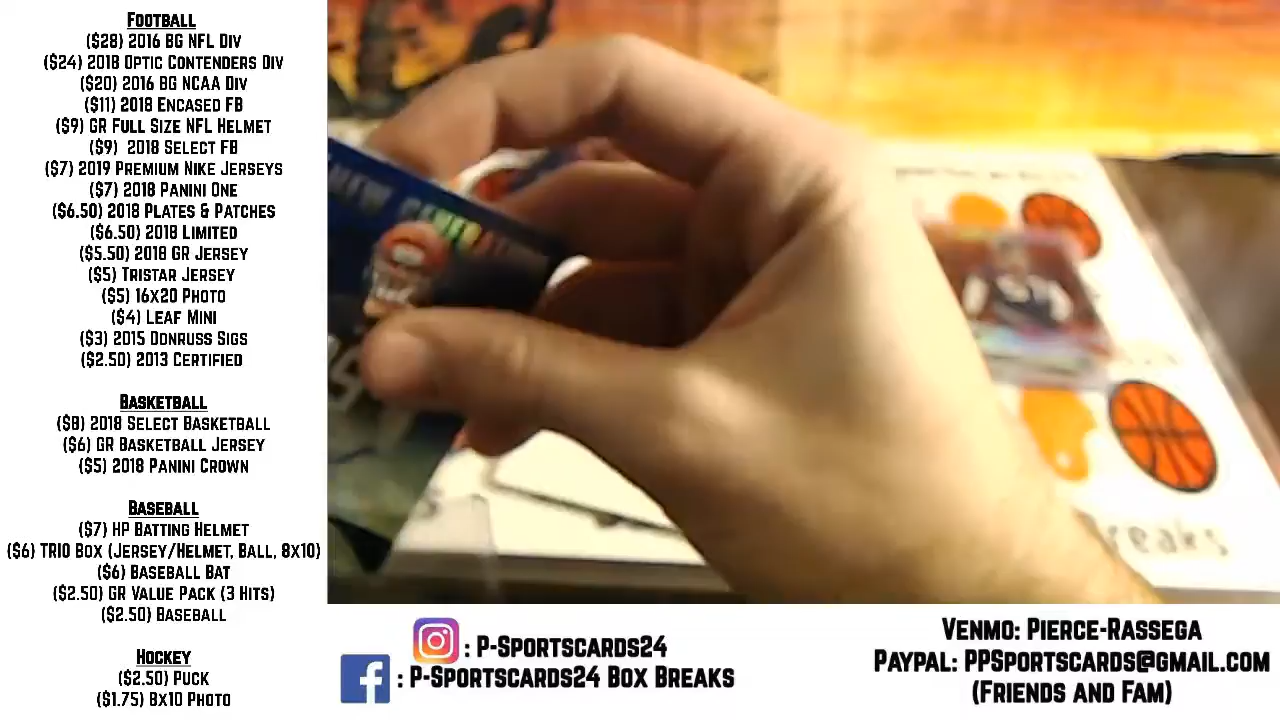 Football
($28) 2016 BG NFL Div
($24) 2018 Optic Contenders Div
($20) 2016 BG NCAA Div
($11) 2018 Encased FB
($9) GR Full Size NFL Helmet
($9) 2018 Select FB
($7) 2019 Premium Nike Jerseys
($7) 2018 Panini One
($6.50) 2018 Plates & Patches
($6.50) 2018 Limited
($5.50) 2018 GR Jersey
($5) Tristar Jersey
($5) 16x20 Photo
($4) Leaf Mini
($3) 2015 Donruss Sigs
($2.50) 2013 Certified
Basketball
($8) 2018 Select Basketball
($6) GR Basketball Jersey
($5) 2018 Panini Crown
Baseball
($7) HP Batting Helmet
($6) TRIO Box (Jersey/Helmet, Ball, 8x10)
($6) Baseball Bat
($2.50) GR Value Pack (3 Hits)
($2.50) Baseball
Hockey
($2.50) Puck
($1.75) 8x10 Photo
NEW
reaks
: P-Sportscards24
: P-Sportscards24 Box Breaks
Venmo: Pierce-Rassega
PayPal: PPSportscards@gmail.com
(Friends and Fam)